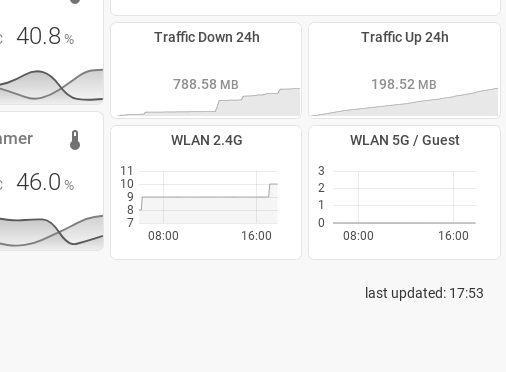 C 40.8 %
mmer
C 46.0 %
Traffic Down 24h
788.58 MB
Traffic Up 24h
198.52 MB
WLAN 2.4G
11
10
9
8
7
08:00 16:00
WLAN 5G / Guest
3
2
1
0
08:00 16:00
last updated: 17:53